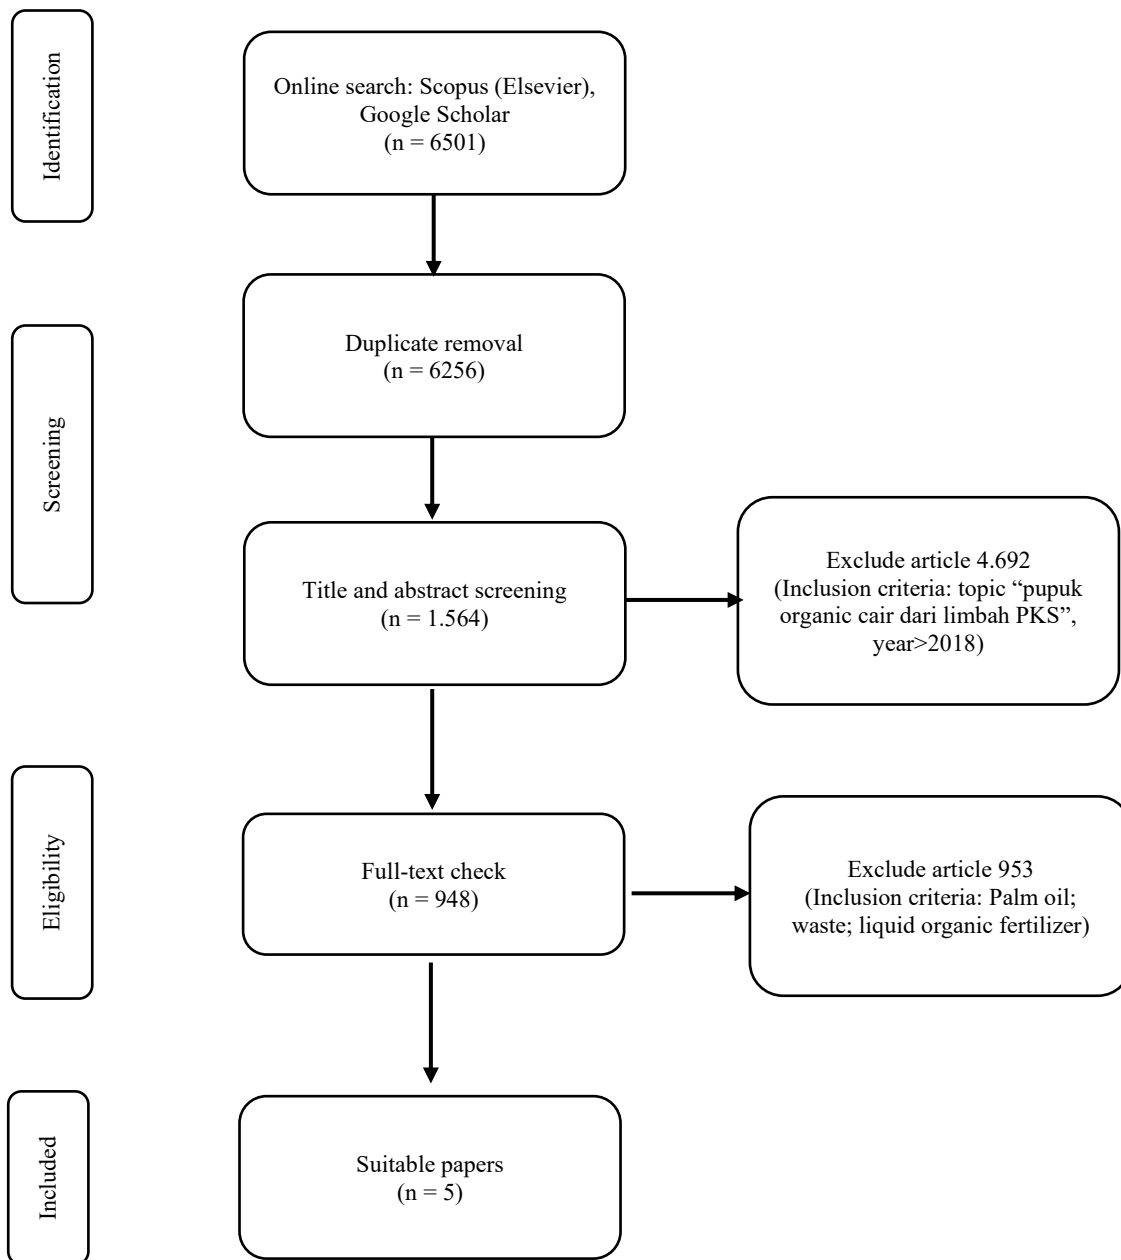 Identification
Online search: Scopus (Elsevier),
Google Scholar
(n = 6501)
Screening
Duplicate removal
(n = 6256)
Title and abstract screening
(n = 1.564)
Exclude article 4.692
(Inclusion criteria: topic “pupuk
organic cair dari limbah PKS”,
year>2018)
Eligibility
Full-text check
(n = 948)
Exclude article 953
(Inclusion criteria: Palm oil;
waste; liquid organic fertilizer)
Included
Suitable papers
(n = 5)